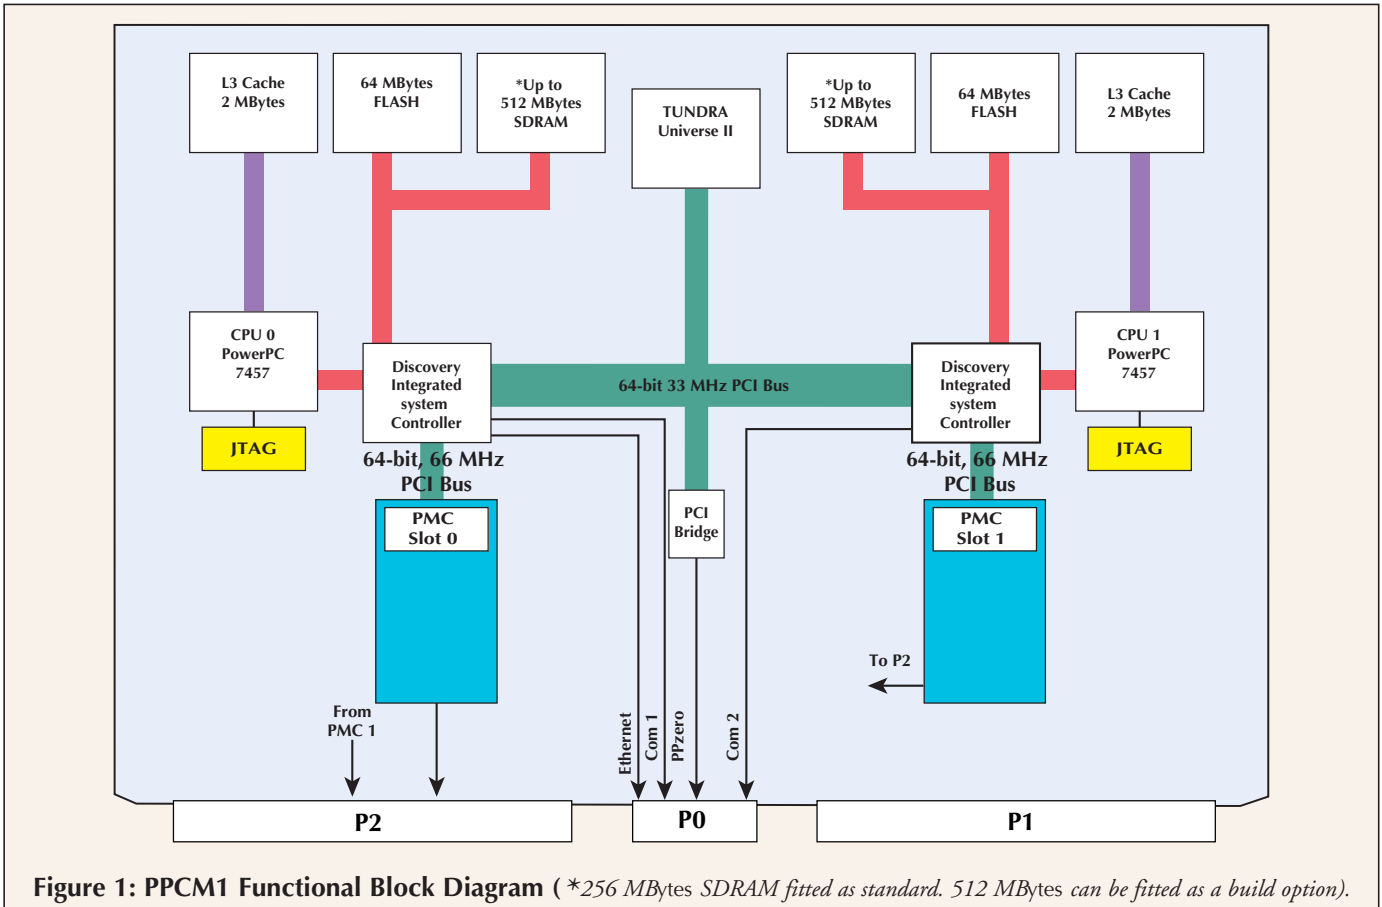 L3 Cache
2 MBytes
64 MBytes
FLASH
*Up to
512 MBytes
SDRAM
TUNDRA
Universe II
*Up to
512 MBytes
SDRAM
64 MBytes
FLASH
L3 Cache
2 MBytes
CPU 0
PowerPC
7457
Discovery
Integrated
system
Controller
64-bit 33 MHz PCI Bus
Discovery
Integrated
system
Controller
CPU 1
PowerPC
7457
JTAG
JTAG
64-bit, 66 MHz
PCI Bus
64-bit, 66 MHz
PCI Bus
PMC
Slot 0
PCI
Bridge
PMC
Slot 1
To P2
From
PMC 1
Ethernet
Com 1
PPzero
Com 2
P2
P0
P1
Figure 1: PPCM1 Functional Block Diagram ( *256 MBytes SDRAM fitted as standard. 512 MBytes can be fitted as a build option).